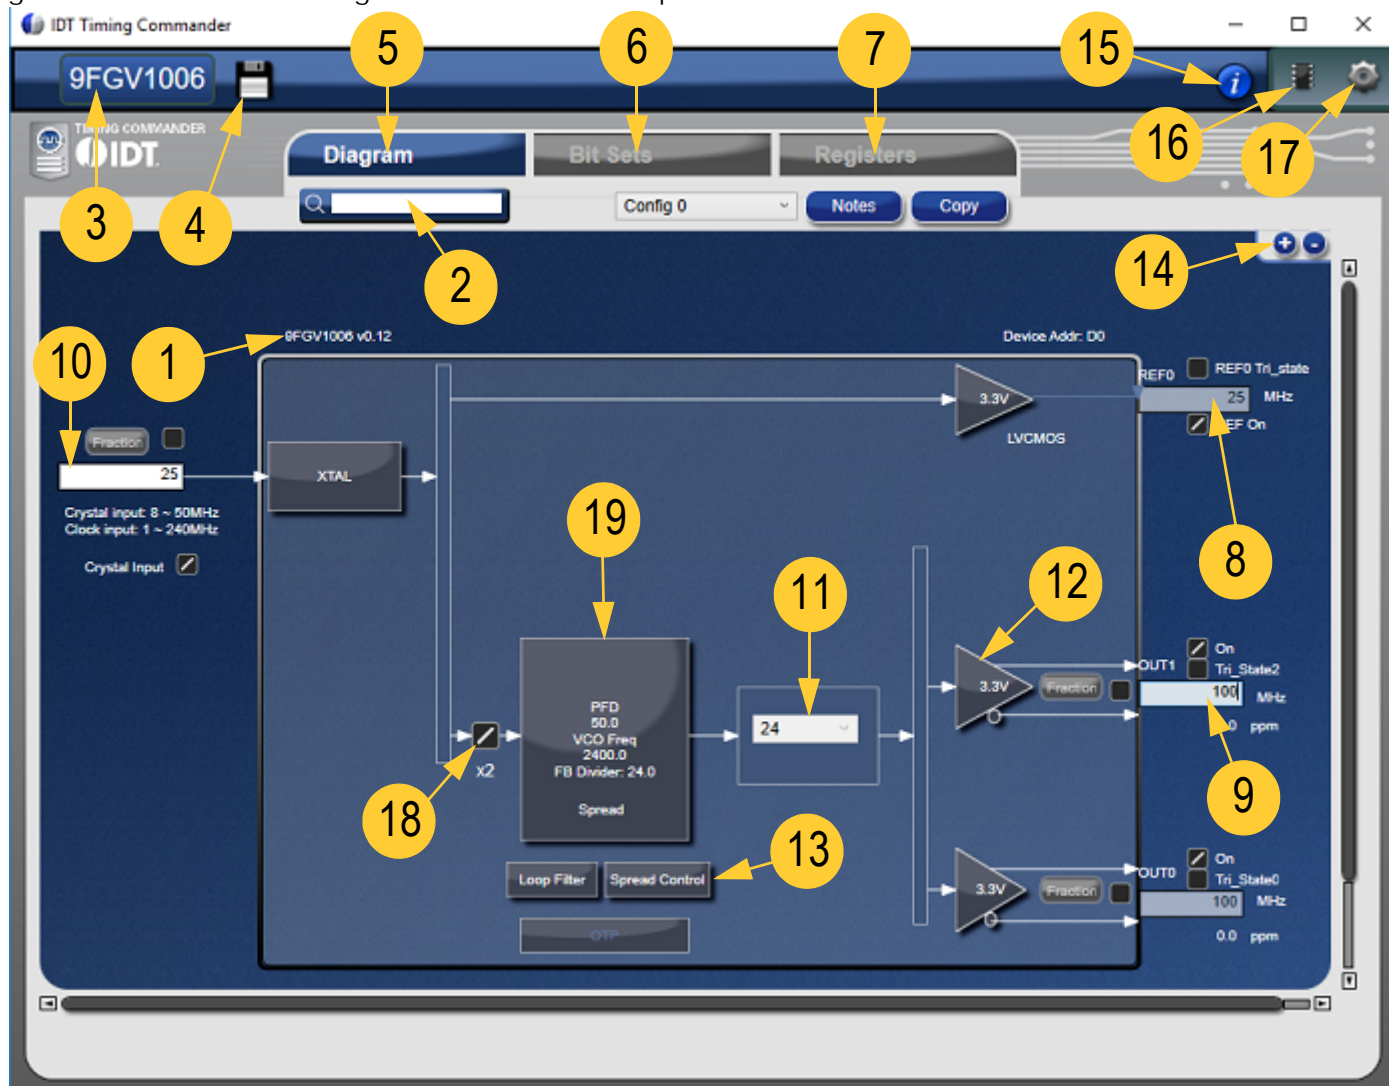 IDT Timing Commander
5
6
7
15
9FGV1006
i
16
17
TIMING COMMANDER
IDT
Diagram
Bit Sets
Registers
3
4
Config 0
Notes
Copy
2
14
+ -
10
1
9FGV1006 v0.12
Device Addr: D0
REF0
REF0 Tri_state
25 MHz
3.3V
REF On
LVCMOS
Fraction
25
XTAL
Crystal input: 8 ~ 50MHz
Clock input: 1 ~ 240MHz
Crystal Input
19
8
11
12
On
OUT1
Tri_State2
3.3V
Fraction
100 MHz
ppm
PFD
50.0
VCO Freq
2400.0
FB Divider: 24.0
Spread
24
x2
18
9
13
Loop Filter
Spread Control
OTP
On
OUT0
Tri_State0
3.3V
Fraction
100 MHz
0.0 ppm